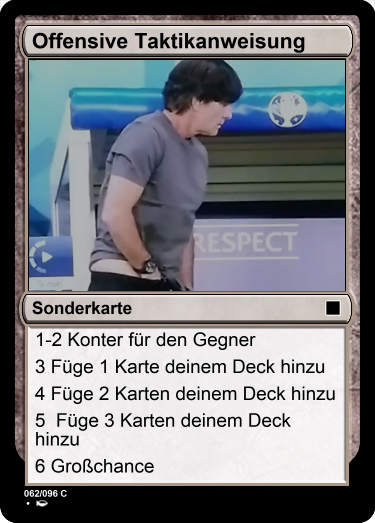 Offensive Taktikanweisung
RESPECT
Sonderkarte
1-2 Konter für den Gegner
3 Füge 1 Karte deinem Deck hinzu
4 Füge 2 Karten deinem Deck hinzu
5 Füge 3 Karten deinem Deck
hinzu
6 Großchance
062/096 C